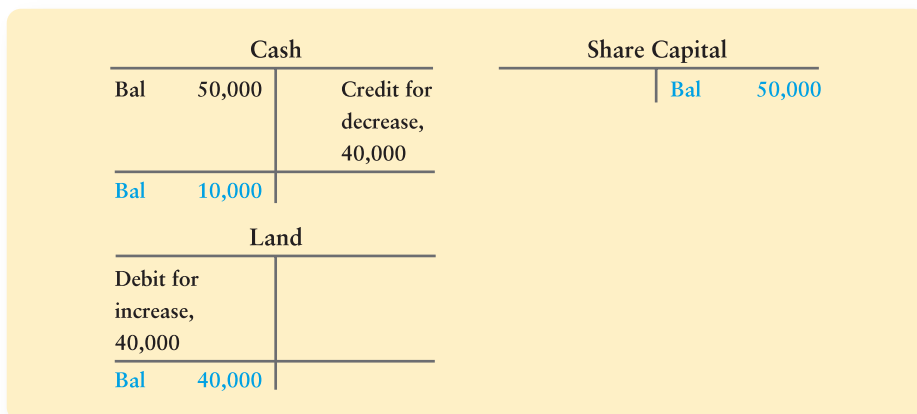 Cash
Bal 50,000 Credit for
decrease,
40,000
Bal 10,000
Share Capital
Bal 50,000
Land
Debit for
increase,
40,000
Bal 40,000